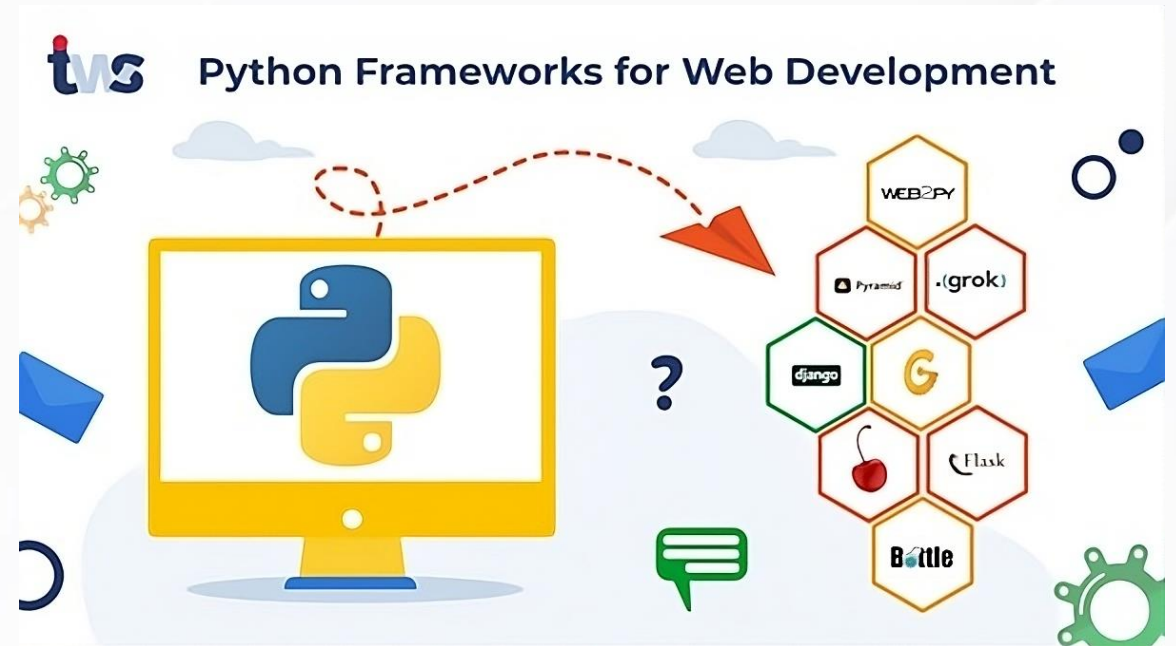 tws
Python Frameworks for Web Development
WEB2PY
Pyramid
.(grok)
django
G
Flask
Bottle
?